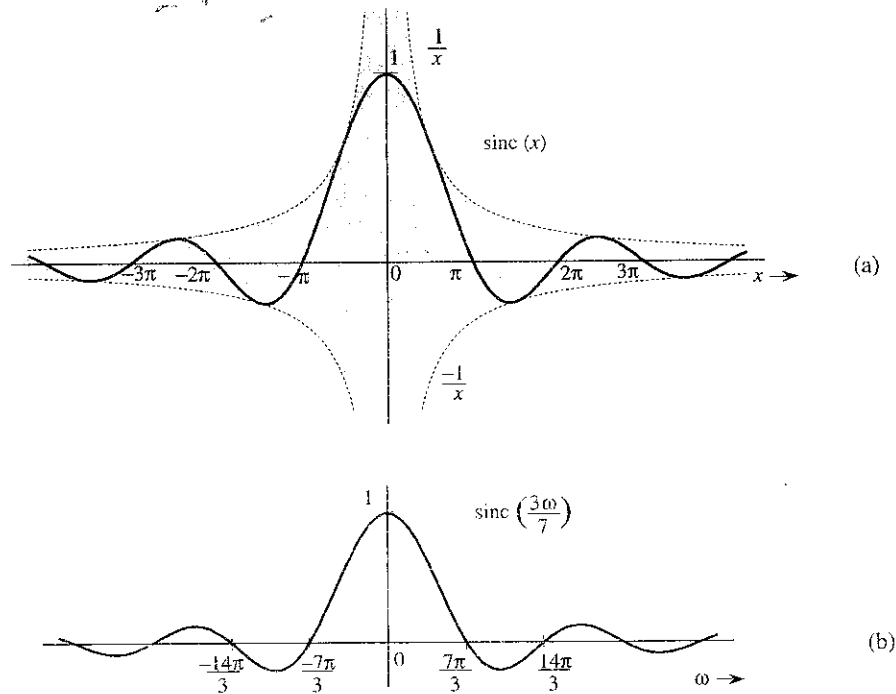 1/x
1
sinc (x)
−3π −2π −π 0 π 2π 3π x →
(a)
−1/x
1
sinc (3ω/7)
−14π/3 −7π/3 0 7π/3 14π/3
ω →
(b)